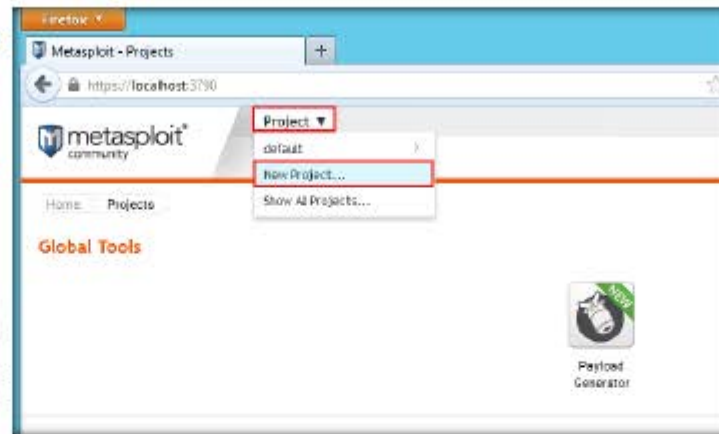 Firefox
Metasploit - Projects
https://localhost:3790
metasploit
community
Project
default
New Project...
Show All Projects...
Home Projects
Global Tools
NEW
Payload
Generator